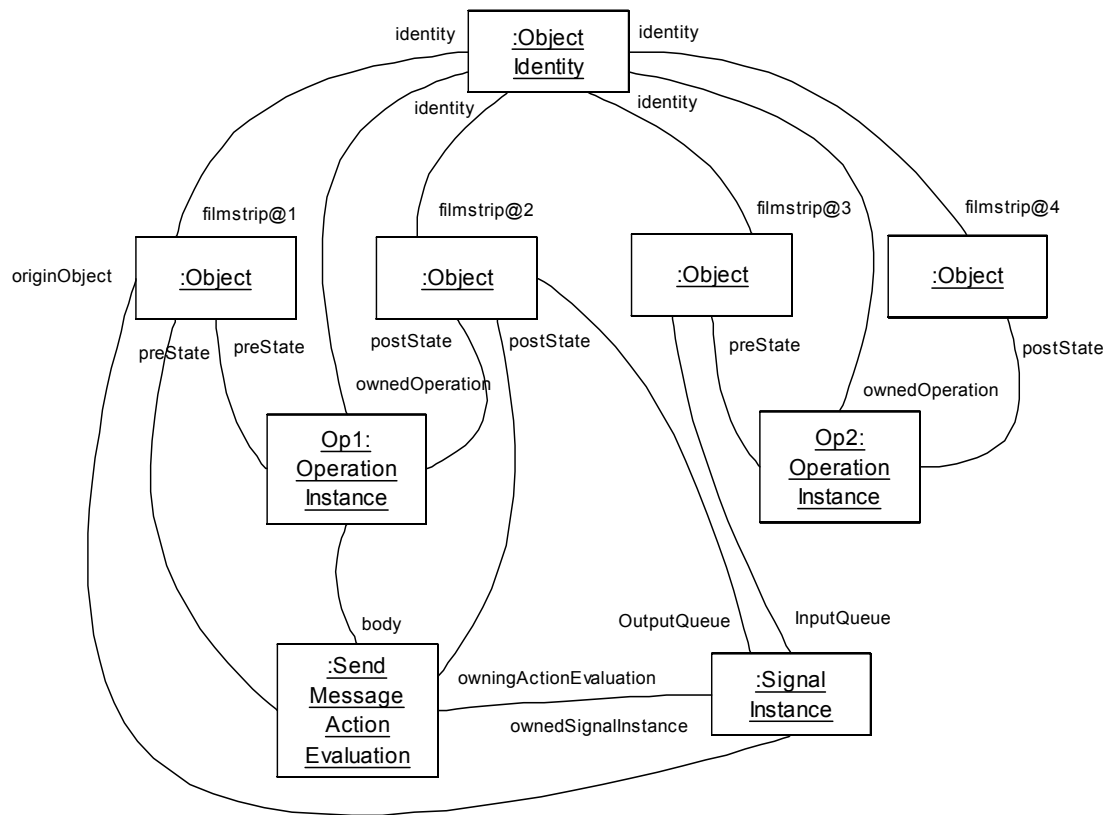 identity
:Object
Identity
identity
identity
identity
filmstrip@1
filmstrip@2
filmstrip@3
filmstrip@4
originObject
:Object
:Object
:Object
:Object
preState
preState
postState
postState
preState
postState
ownedOperation
ownedOperation
Op1:
Operation
Instance
Op2:
Operation
Instance
body
OutputQueue
InputQueue
:Send
Message
Action
Evaluation
owningActionEvaluation
ownedSignalInstance
:Signal
Instance